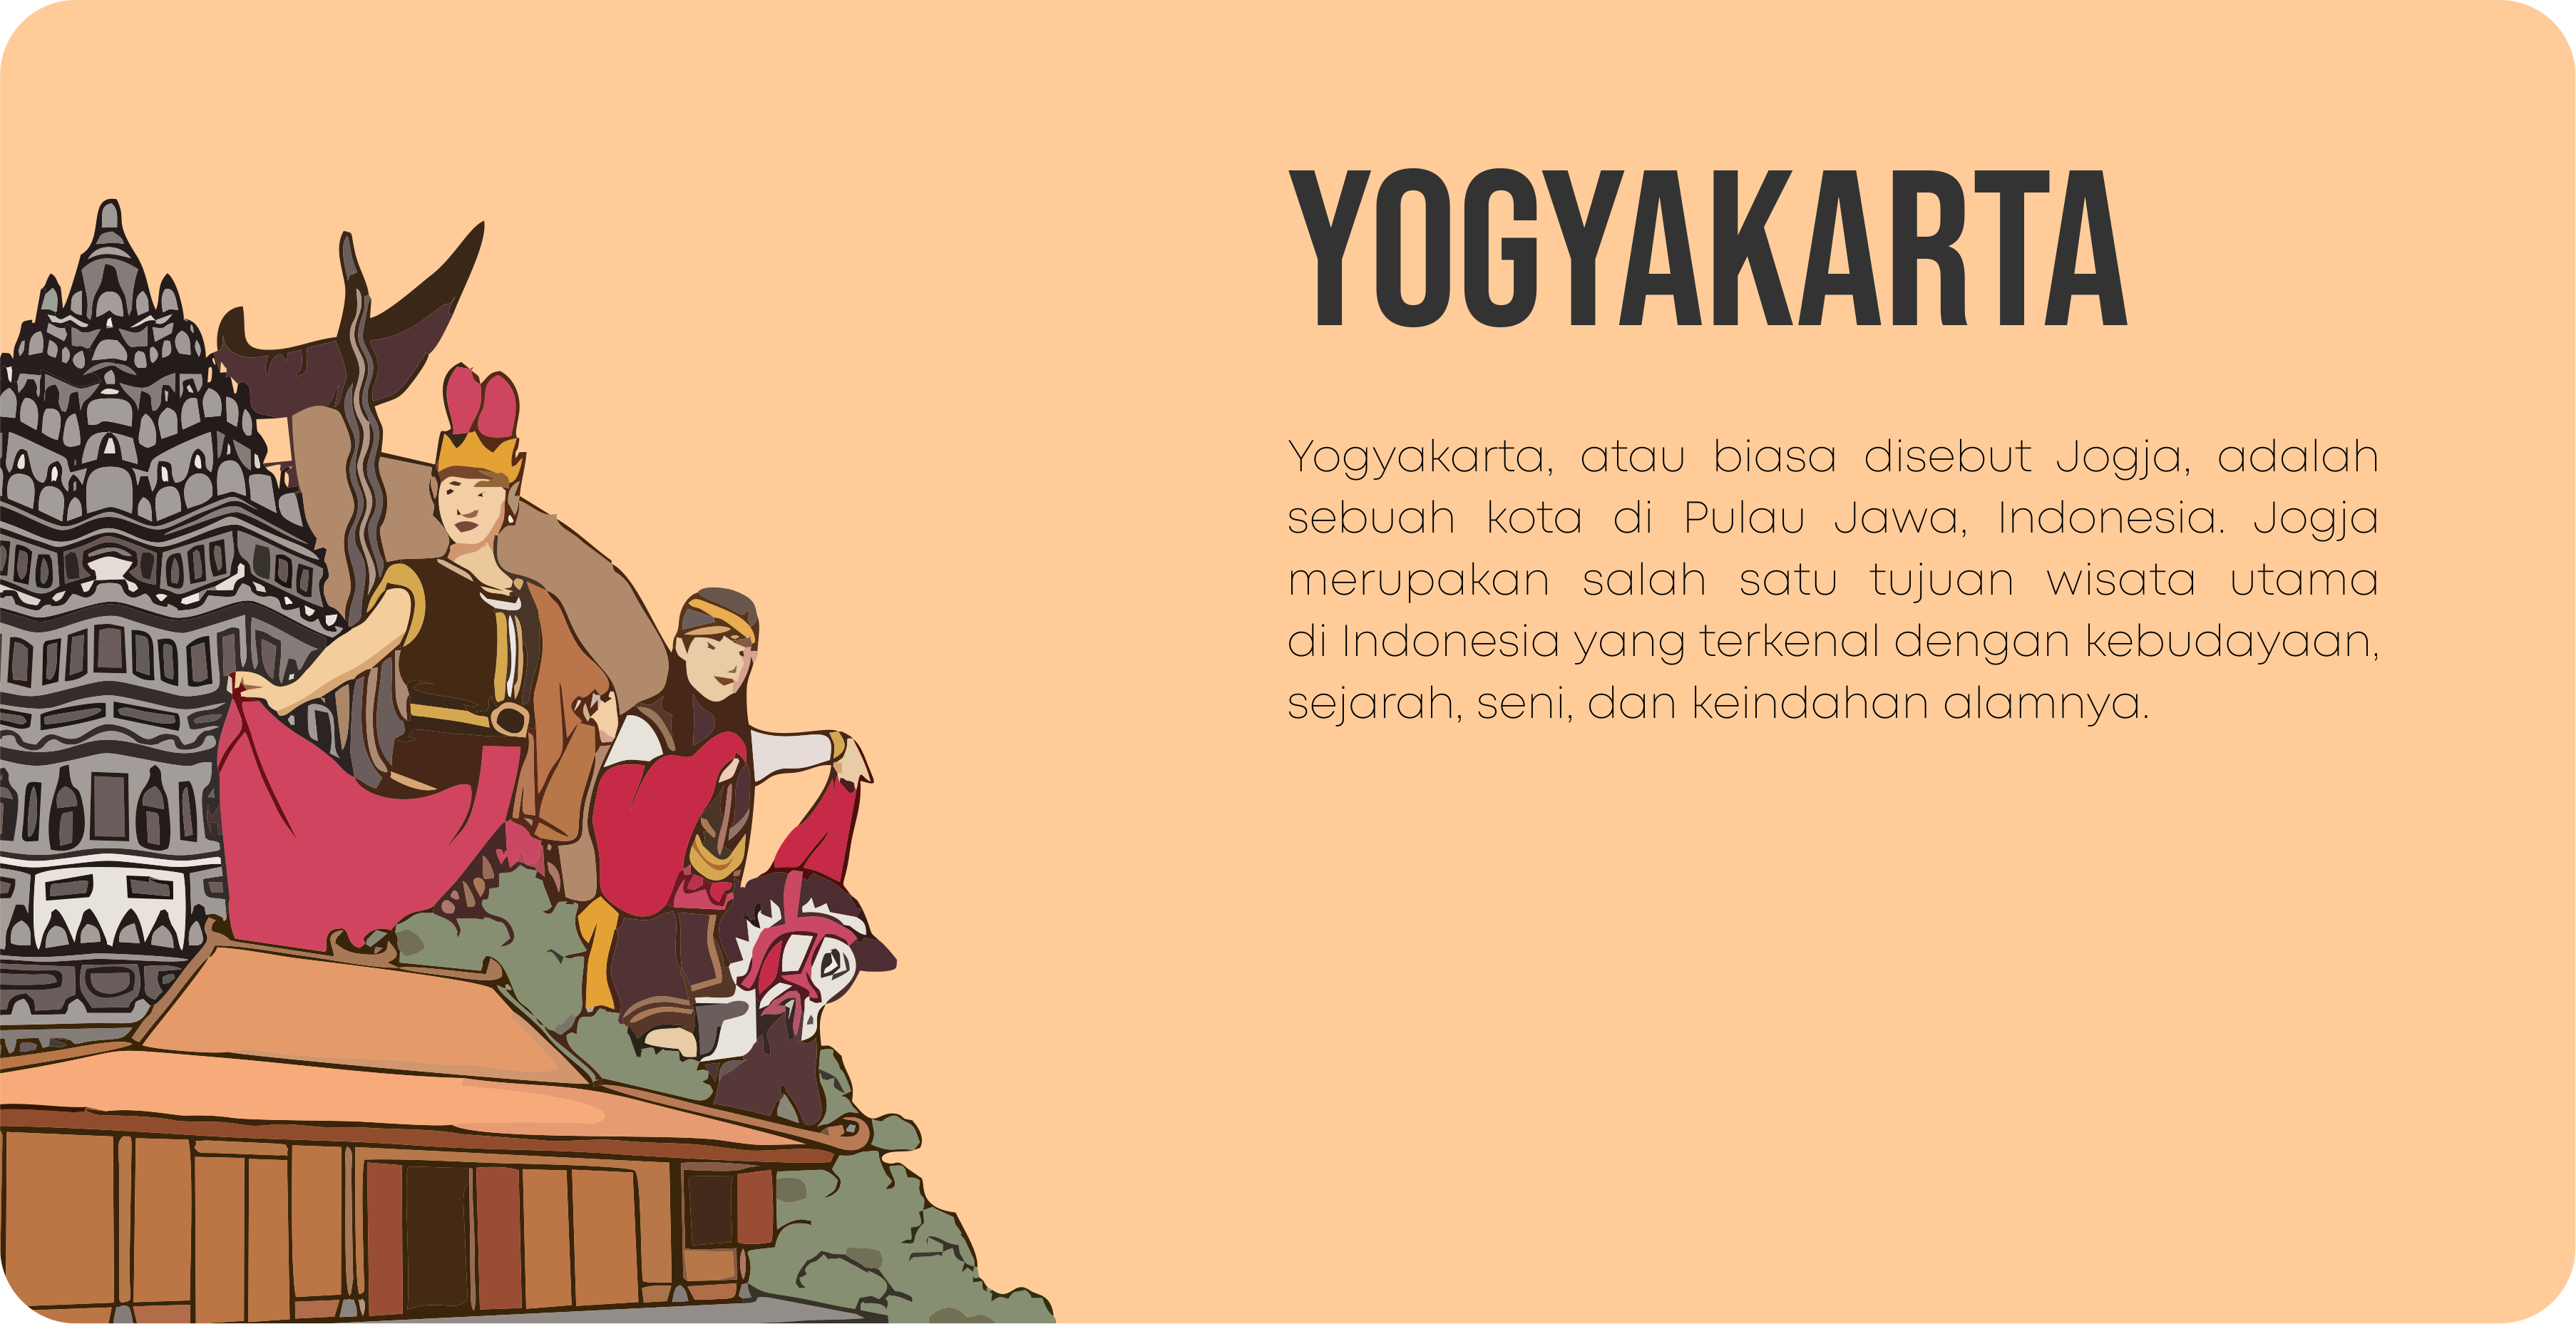 YOGYAKARTA
Yogyakarta, atau biasa disebut Jogja, adalah
sebuah kota di Pulau Jawa, Indonesia. Jogja
merupakan salah satu tujuan wisata utama
di Indonesia yang terkenal dengan kebudayaan,
sejarah, seni, dan keindahan alamnya.